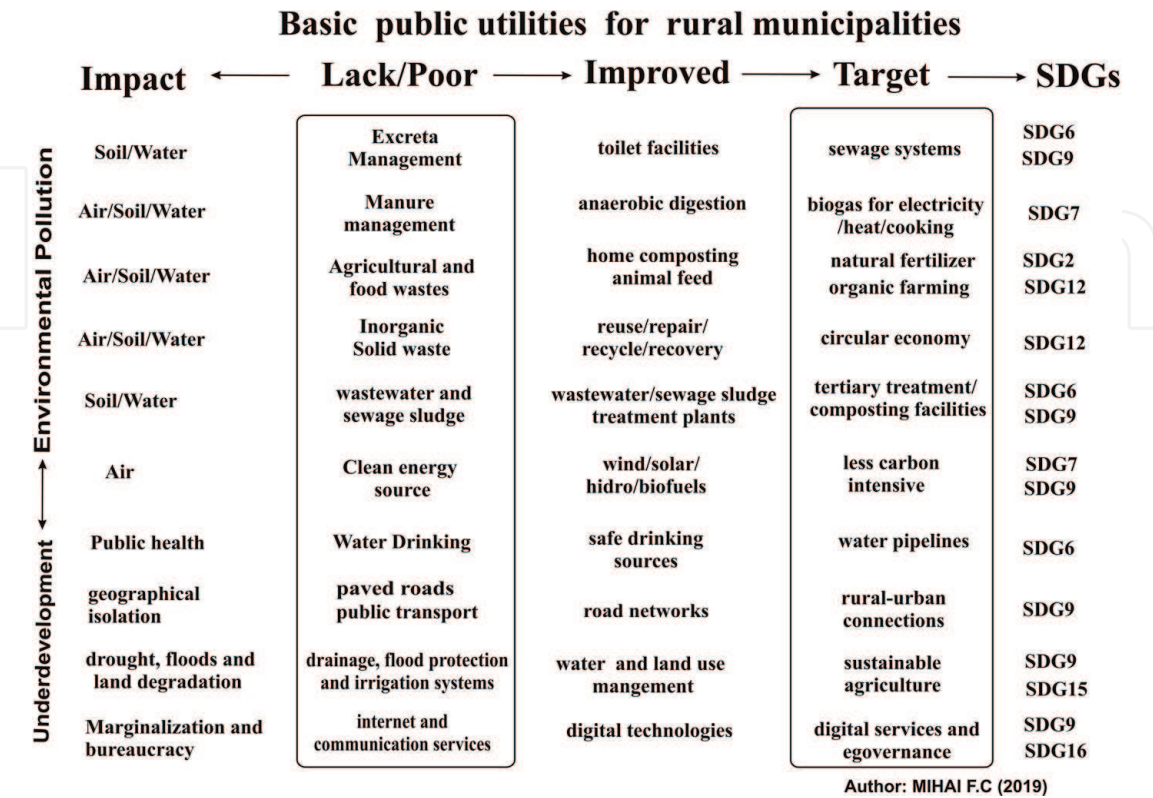 Basic public utilities for rural municipalities
Impact Lack/Poor Improved Target SDGs
Environmental Pollution
Underdevelopment
Soil/Water
Excreta
Management
toilet facilities
sewage systems
SDG6
SDG9
Air/Soil/Water
Manure
management
anaerobic digestion
biogas for electricity
/heat/cooking
SDG7
Air/Soil/Water
Agricultural and
food wastes
home composting
animal feed
natural fertilizer
organic farming
SDG2
SDG12
Air/Soil/Water
Inorganic
Solid waste
reuse/repair/
recycle/recovery
circular economy
SDG12
Soil/Water
wastewater and
sewage sludge
wastewater/sewage sludge
treatment plants
tertiary treatment/
composting facilities
SDG6
SDG9
Air
Clean energy
source
wind/solar/
hidro/biofuels
less carbon
intensive
SDG7
SDG9
Public health
Water Drinking
safe drinking
sources
water pipelines
SDG6
geographical
isolation
paved roads
public transport
road networks
rural-urban
connections
SDG9
drought, floods and
land degradation
drainage, flood protection
and irrigation systems
water and land use
mangement
sustainable
agriculture
SDG9
SDG15
Marginalization and
bureaucracy
internet and
communication services
digital technologies
digital services and
egovernance
SDG9
SDG16
Author: MIHAI F.C (2019)